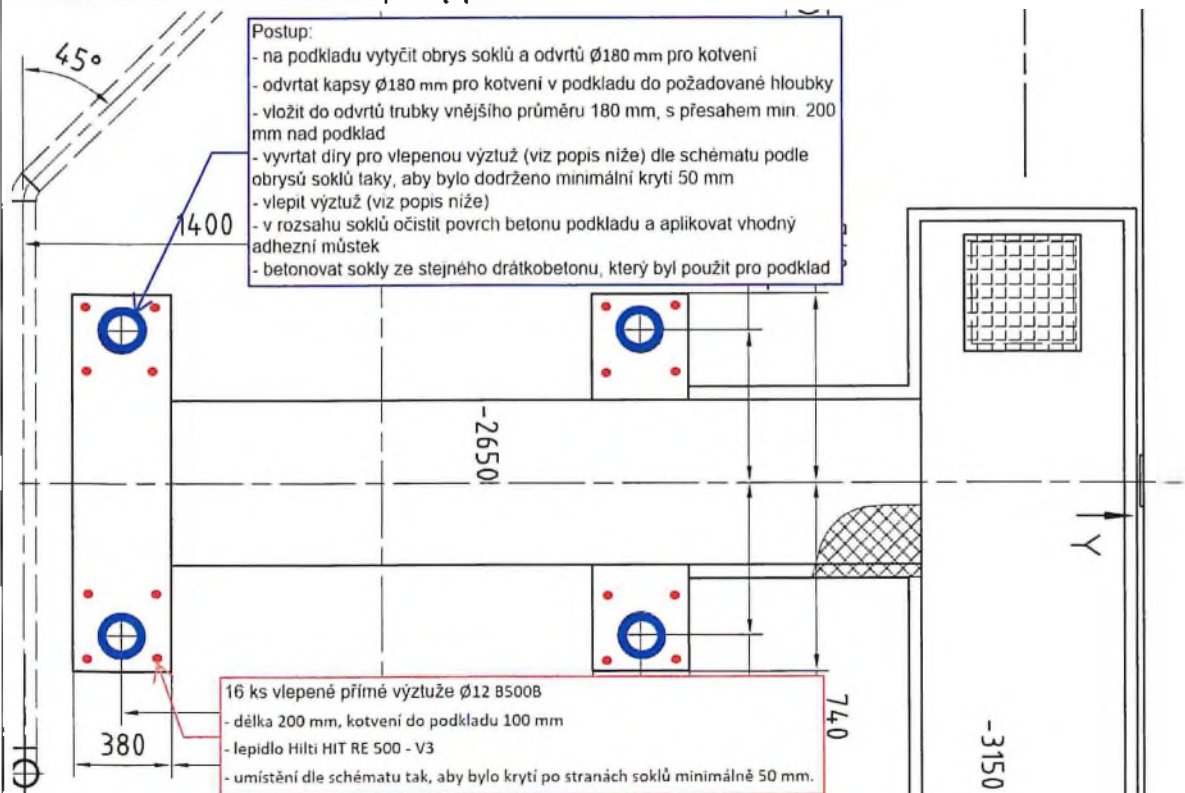 45°
Postup:
- na podkladu vytyčit obrys soklů a odvrtů Ø180 mm pro kotvení
- odvrtat kapsy Ø180 mm pro kotvení v podkladu do požadované hloubky
- vložit do odvrtů trubky vnějšího průměru 180 mm, s přesahem min. 200
mm nad podklad
- vyvrtat díry pro vlepenou výztuž (viz popis níže) dle schématu podle
obrysů soklů taky, aby bylo dodrženo minimální krytí 50 mm
- vlepit výztuž (viz popis níže)
- v rozsahu soklů očistit povrch betonu podkladu a aplikovat vhodný
adhezní můstek
- betonovat sokly ze stejného drátkobetonu, který byl použit pro podklad
1400
-2650
Y
16 ks vlepené přímé výztuže Ø12 B500B
- délka 200 mm, kotvení do podkladu 100 mm
- lepidlo Hilti HIT RE 500 - V3
- umístění dle schématu tak, aby bylo krytí po stranách soklů minimálně 50 mm.
380
740
-3150